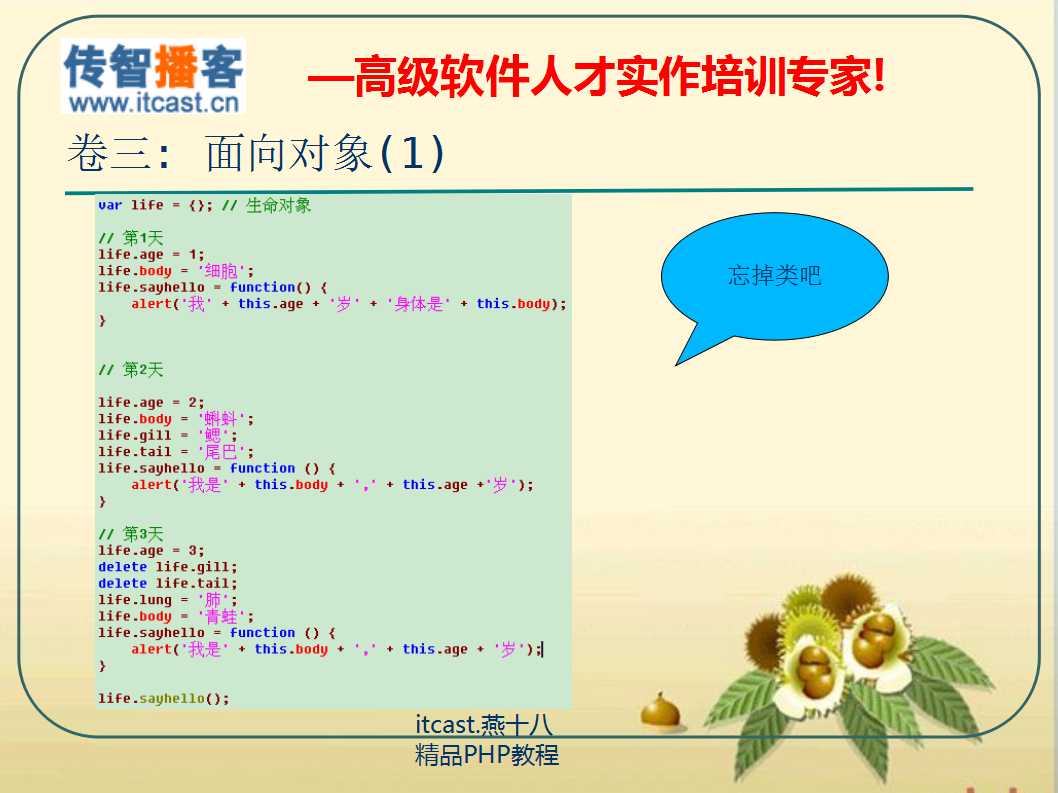 传智播客
www.itcast.cn
—高级软件人才实作培训专家!
卷三: 面向对象(1)
var life = {}; // 生命对象
// 第1天
life.age = 1;
life.body = '细胞';
life.sayhello = function() {
alert('我' + this.age + '岁' + '身体是' + this.body);
}
// 第2天
life.age = 2;
life.body = '蝌蚪';
life.gill = '鳃';
life.tail = '尾巴';
life.sayhello = function () {
alert('我是' + this.body + ',' + this.age +'岁');
}
// 第3天
life.age = 3;
delete life.gill;
delete life.tail;
life.lung = '肺';
life.body = '青蛙';
life.sayhello = function () {
alert('我是' + this.body + ',' + this.age + '岁');
}
life.sayhello();
忘掉类吧
itcast.燕十八
精品PHP教程